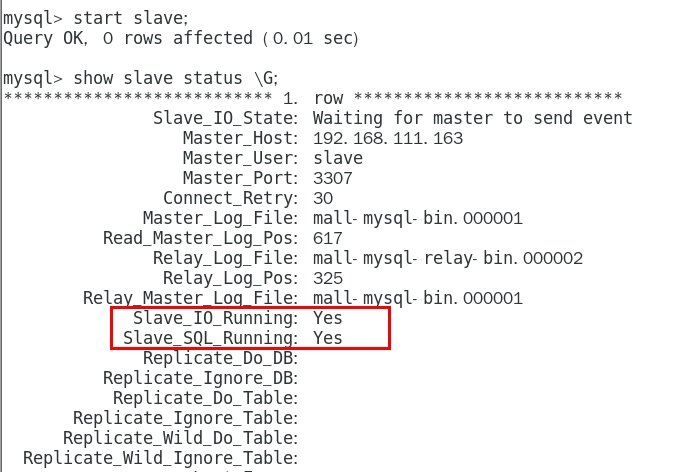 mysql> start slave;
Query OK, 0 rows affected (0.01 sec)
mysql> show slave status \G;
*************************** 1. row ***************************
Slave_IO_State: Waiting for master to send event
Master_Host: 192.168.111.163
Master_User: slave
Master_Port: 3307
Connect_Retry: 30
Master_Log_File: mall-mysql-bin.000001
Read_Master_Log_Pos: 617
Relay_Log_File: mall-mysql-relay-bin.000002
Relay_Log_Pos: 325
Relay_Master_Log_File: mall-mysql-bin.000001
Slave_IO_Running: Yes
Slave_SQL_Running: Yes
Replicate_Do_DB:
Replicate_Ignore_DB:
Replicate_Do_Table:
Replicate_Ignore_Table:
Replicate_Wild_Do_Table:
Replicate_Wild_Ignore_Table: